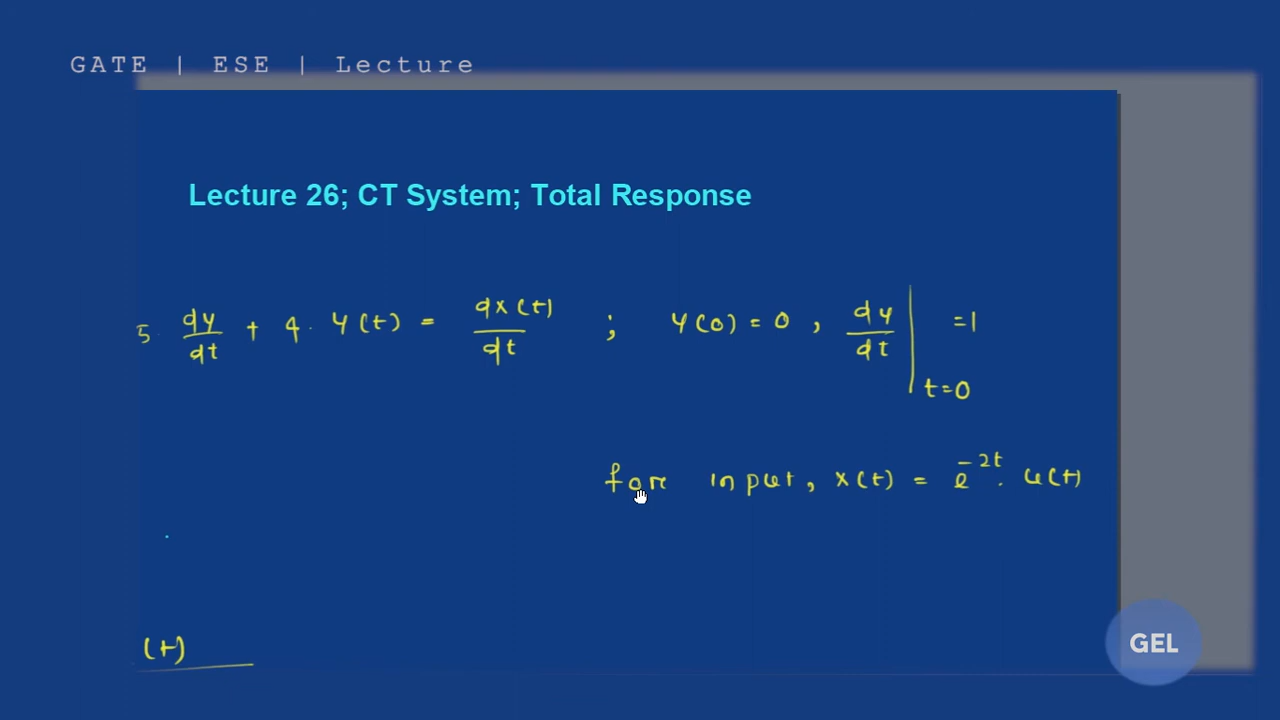 GATE | ESE | Lecture
Lecture 26; CT System; Total Response
5. dy/dt + 4. y(t) = dx(t)/dt ; y(0) = 0, dy/dt | t=0 =1
for input, x(t) = e^-2t. u(t)
(t)
GEL